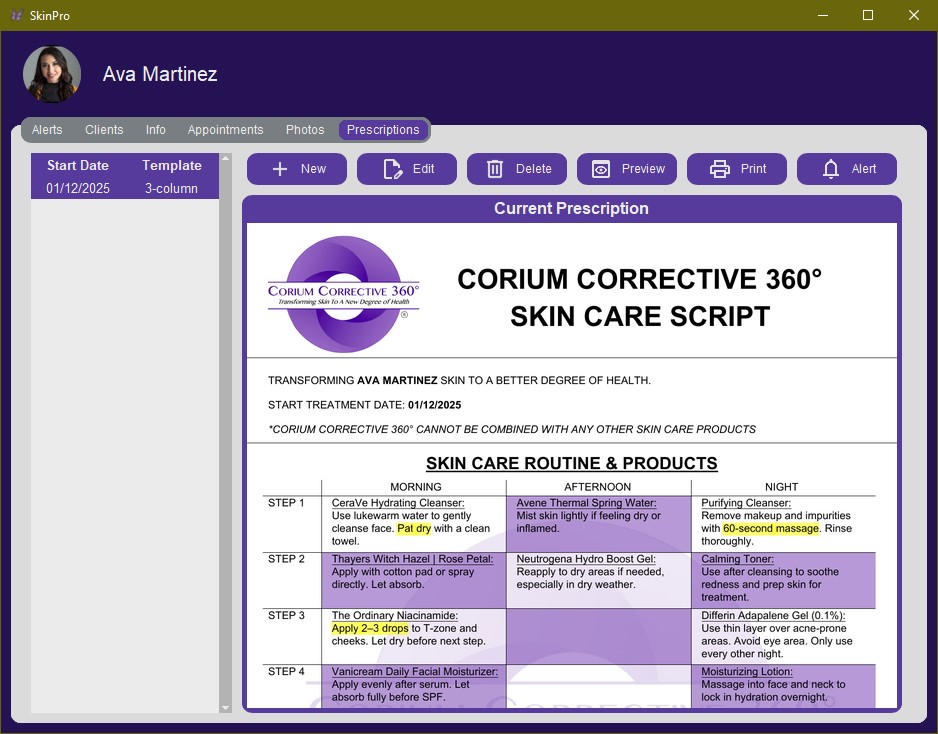 SkinPro
Ava Martinez
Alerts Clients Info Appointments Photos Prescriptions
Start Date Template
01/12/2025 3-column
New Edit Delete Preview Print Alert
Current Prescription
CORIUM CORRECTIVE 360°
Transforming Skin To A New Degree of Health
®
CORIUM CORRECTIVE 360°
SKIN CARE SCRIPT
TRANSFORMING AVA MARTINEZ SKIN TO A BETTER DEGREE OF HEALTH.
START TREATMENT DATE: 01/12/2025
*CORIUM CORRECTIVE 360° CANNOT BE COMBINED WITH ANY OTHER SKIN CARE PRODUCTS
SKIN CARE ROUTINE & PRODUCTS
MORNING AFTERNOON NIGHT
STEP 1
CeraVe Hydrating Cleanser:
Use lukewarm water to gently
cleanse face. Pat dry with a clean
towel.
Avene Thermal Spring Water:
Mist skin lightly if feeling dry or
inflamed.
Purifying Cleanser:
Remove makeup and impurities
with 60-second massage. Rinse
thoroughly.
STEP 2
Thayers Witch Hazel | Rose Petal:
Apply with cotton pad or spray
directly. Let absorb.
Neutrogena Hydro Boost Gel:
Reapply to dry areas if needed,
especially in dry weather.
Calming Toner:
Use after cleansing to soothe
redness and prep skin for
treatment.
STEP 3
The Ordinary Niacinamide:
Apply 2–3 drops to T-zone and
cheeks. Let dry before next step.
Differin Adapalene Gel (0.1%):
Use thin layer over acne-prone
areas. Avoid eye area. Only use
every other night.
STEP 4
Vanicream Daily Facial Moisturizer:
Apply evenly after serum. Let
absorb fully before SPF.
Moisturizing Lotion:
Massage into face and neck to
lock in hydration overnight.
CORIUM CORRECTIVE 360°